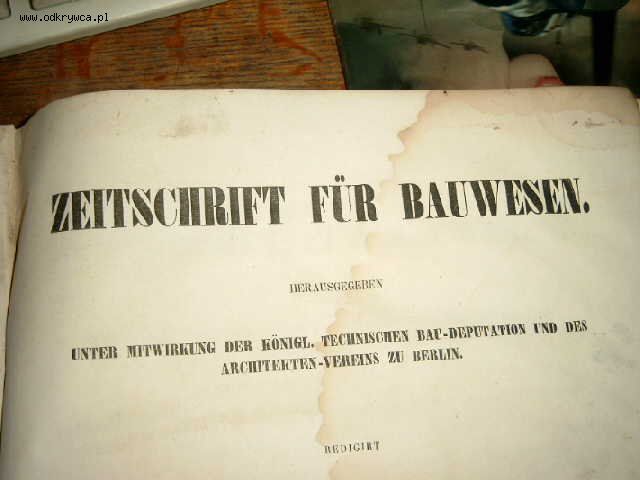 www.odkrywca.pl
ZEITSCHRIFT FÜR BAUWESEN.
HERAUSGEGEBEN
UNTER MITWIRKUNG DER KÖNIGL. TECHNISCHEN BAU-DEPUTATION UND DES
ARCHITEKTEN-VEREINS ZU BERLIN.
REDIGIRT